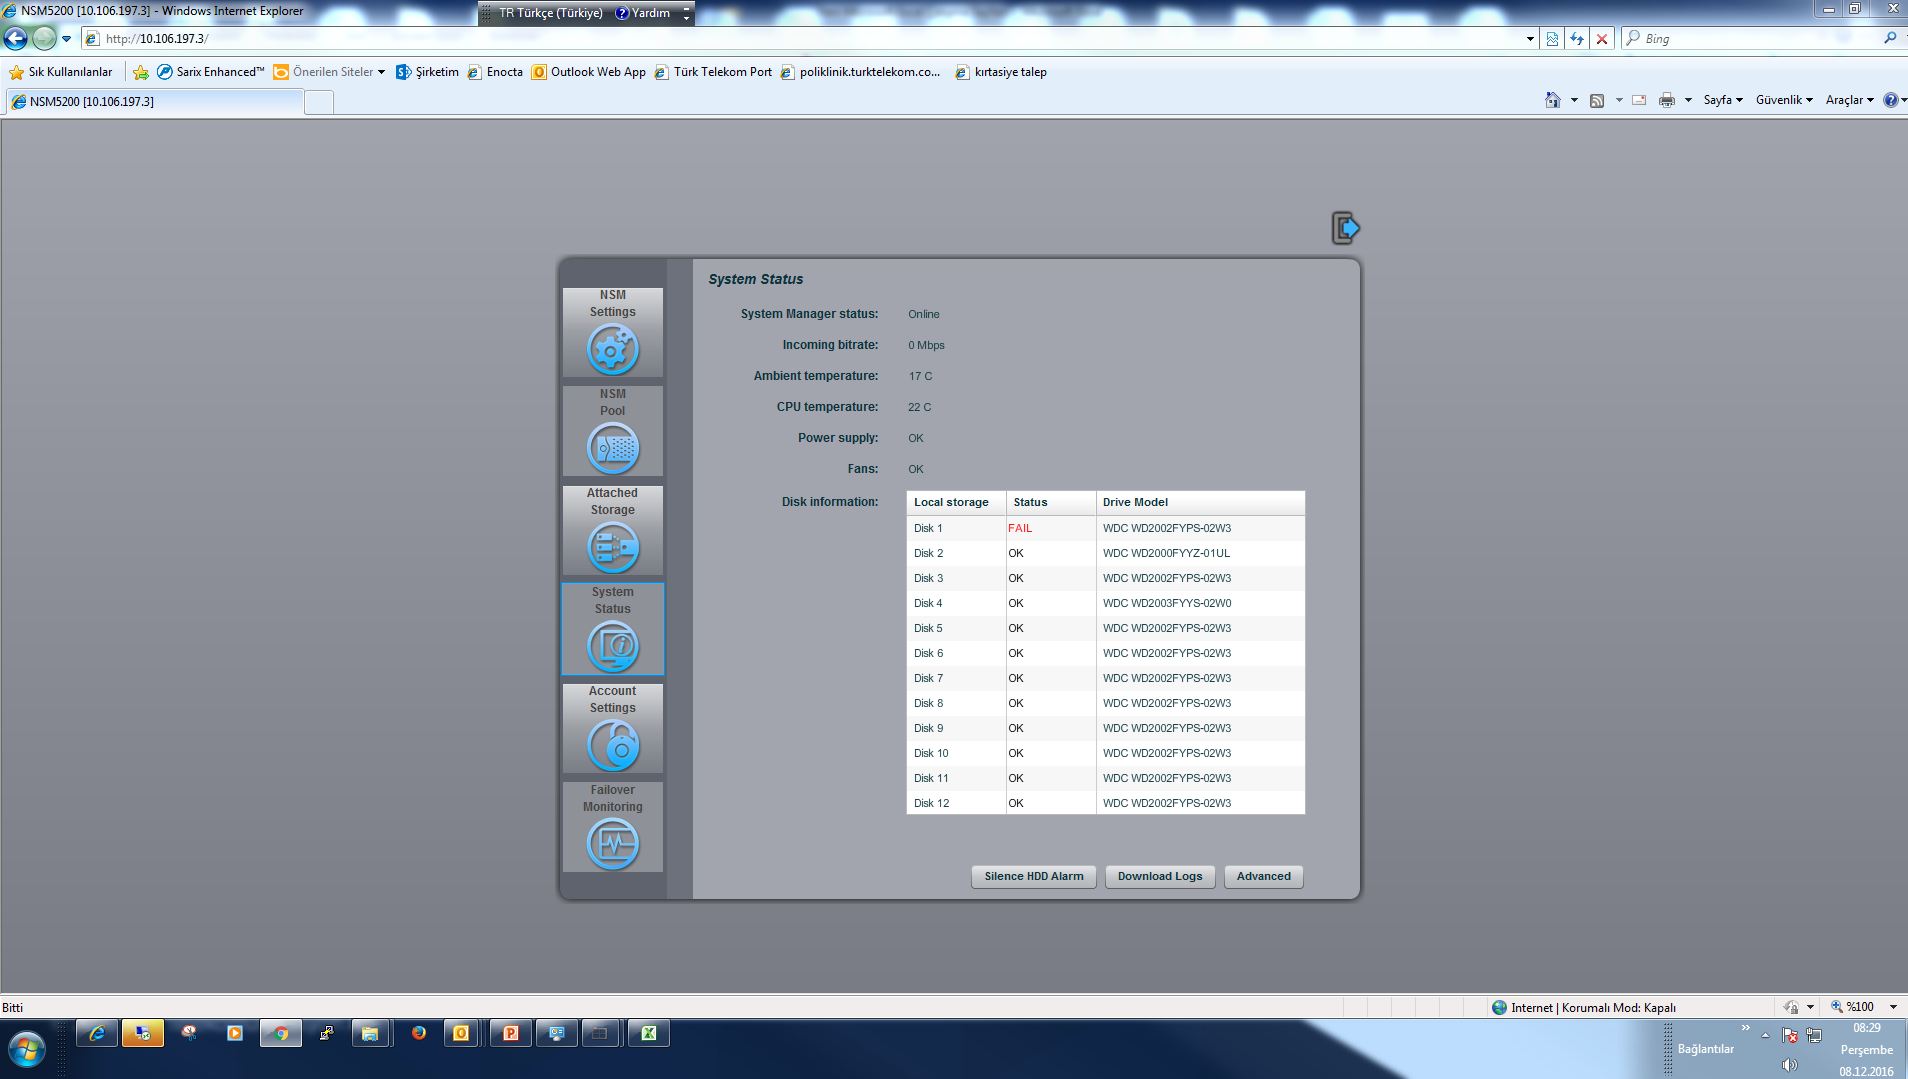 NSM5200 [10.106.197.3] - Windows Internet Explorer
TR Türkçe (Türkiye) Yardım
http://10.106.197.3/
Bing
Sık Kullanılanlar Sarix Enhanced™ Önerilen Siteler Şirketim Enocta Outlook Web App Türk Telekom Port poliklinik.turktelekom.co... kırtasiye talep
NSM5200 [10.106.197.3]
Sayfa Güvenlik Araçlar
NSM
Settings
NSM
Pool
Attached
Storage
System
Status
Account
Settings
Failover
Monitoring
System Status
System Manager status: Online
Incoming bitrate: 0 Mbps
Ambient temperature: 17 C
CPU temperature: 22 C
Power supply: OK
Fans: OK
Disk information:
Local storage Status Drive Model
Disk 1 FAIL WDC WD2002FYPS-02W3
Disk 2 OK WDC WD2000FYYZ-01UL
Disk 3 OK WDC WD2002FYPS-02W3
Disk 4 OK WDC WD2003FYYS-02W0
Disk 5 OK WDC WD2002FYPS-02W3
Disk 6 OK WDC WD2002FYPS-02W3
Disk 7 OK WDC WD2002FYPS-02W3
Disk 8 OK WDC WD2002FYPS-02W3
Disk 9 OK WDC WD2002FYPS-02W3
Disk 10 OK WDC WD2002FYPS-02W3
Disk 11 OK WDC WD2002FYPS-02W3
Disk 12 OK WDC WD2002FYPS-02W3
Silence HDD Alarm Download Logs Advanced
Bitti
Internet | Korumalı Mod: Kapalı
%100
Bağlantılar
08:29
Perşembe
08.12.2016